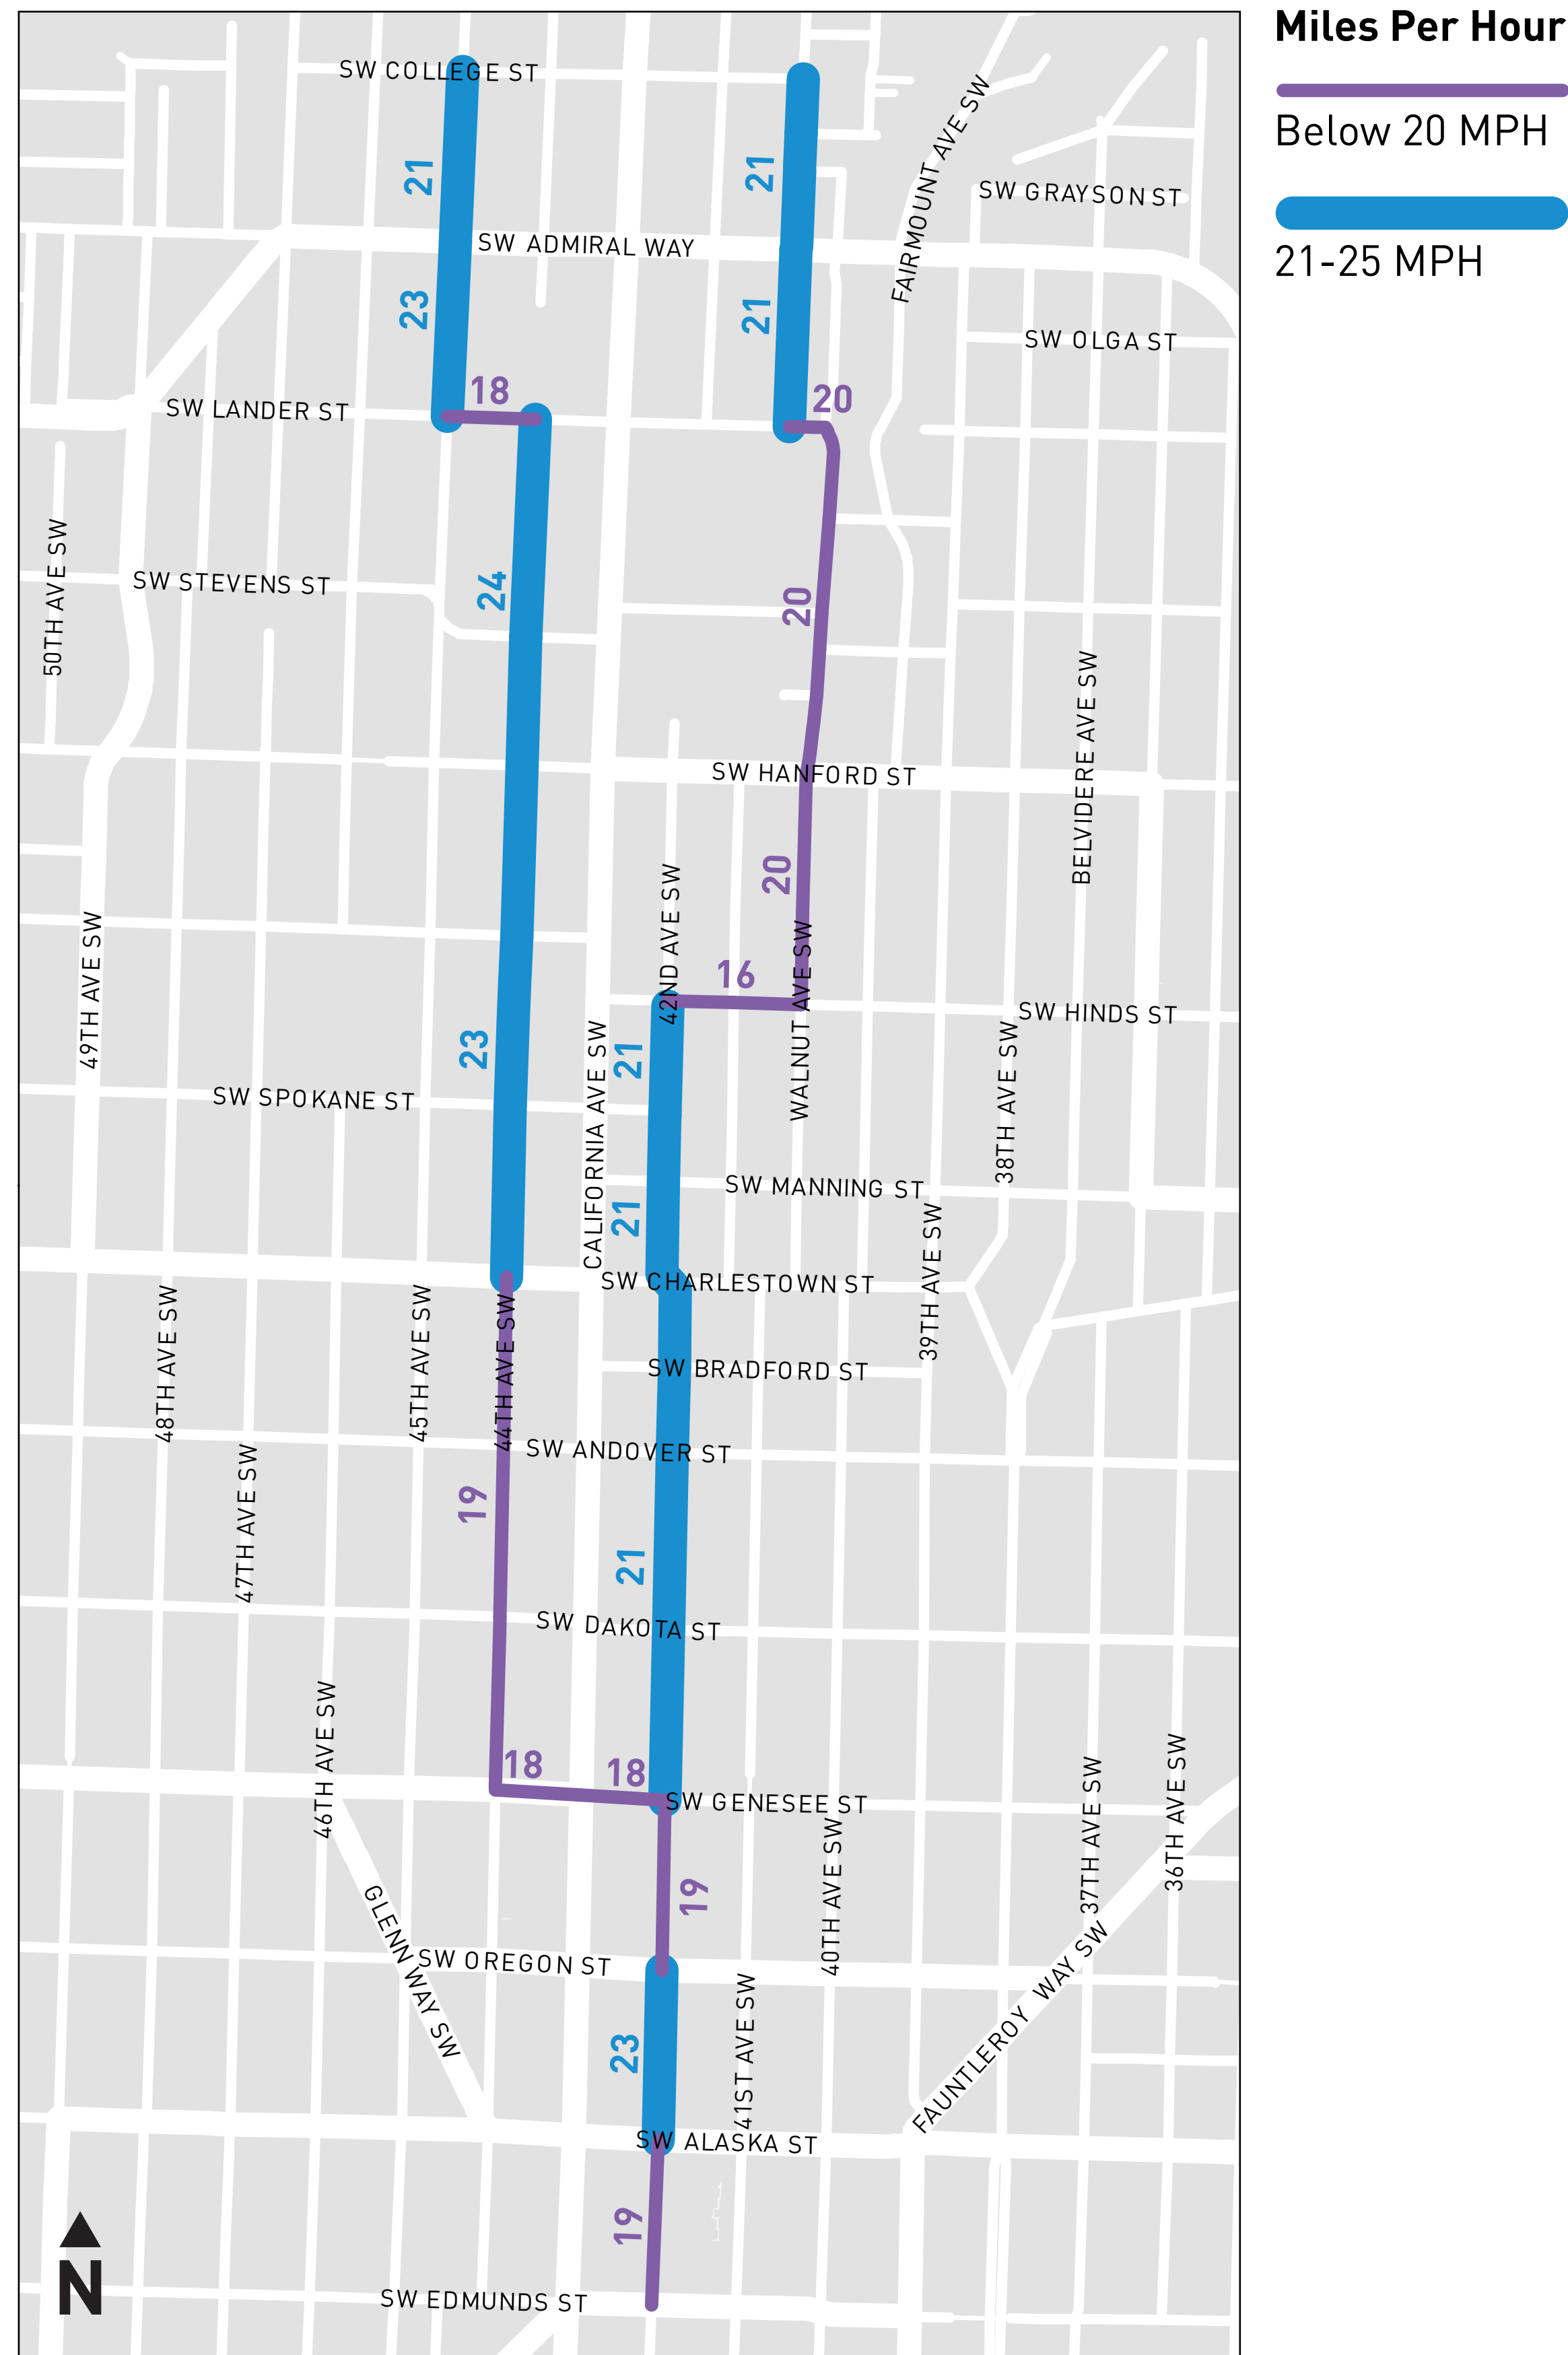 Miles Per Hour
Below 20 MPH
21-25 MPH
SW COLLEGE ST
21
21
FAIRMOUNT AVE SW
SW GRAYSON ST
SW ADMIRAL WAY
23
21
SW OLGA ST
18
20
SW LANDER ST
50TH AVE SW
SW STEVENS ST
24
20
BELVIDERE AVE SW
SW HANFORD ST
20
49TH AVE SW
42ND AVE SW
16
WALNUT AVE SW
SW HINDS ST
23
CALIFORNIA AVE SW
21
38TH AVE SW
SW SPOKANE ST
SW MANNING ST
21
39TH AVE SW
SW CHARLESTOWN ST
48TH AVE SW
45TH AVE SW
44TH AVE SW
SW BRADFORD ST
SW ANDOVER ST
47TH AVE SW
19
21
SW DAKOTA ST
46TH AVE SW
18
18
SW GENESEE ST
40TH AVE SW
37TH AVE SW
36TH AVE SW
19
GLENN WAY SW
SW OREGON ST
41ST AVE SW
FAUNTLEROY WAY SW
23
SW ALASKA ST
19
N
SW EDMUNDS ST